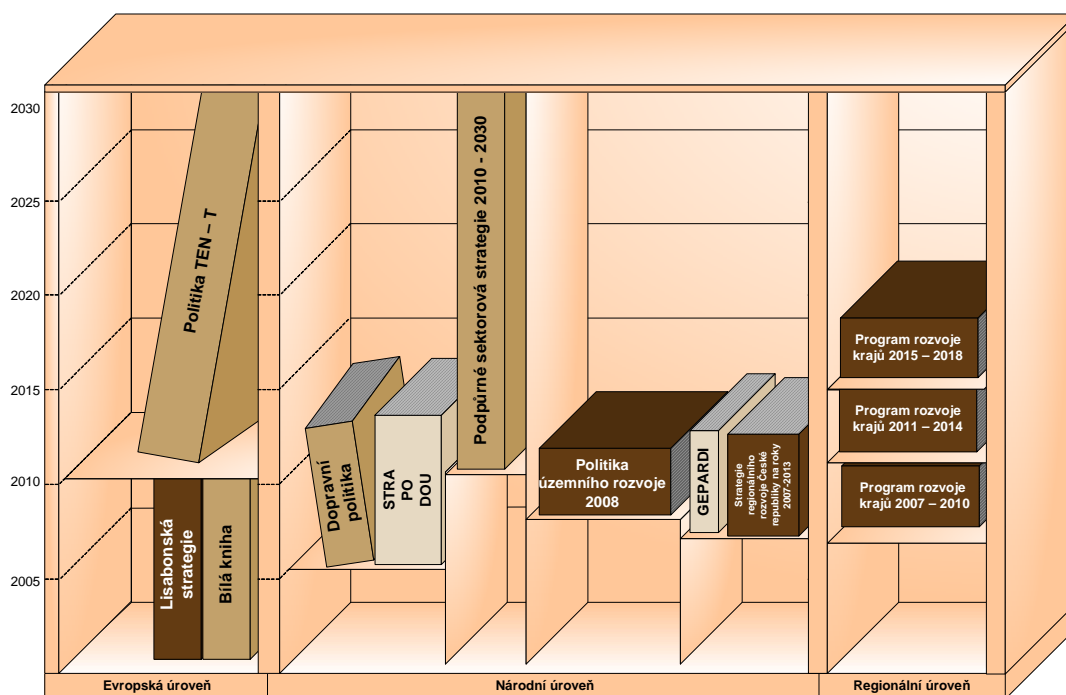 2030
2025
2020
2015
2010
2005
Politika TEN – T
Lisabonská
strategie
Bílá kniha
Dopravní
politika
STRA
PO
DOU
Podpůrné sektorová strategie 2010 - 2030
Politika
územního rozvoje
2008
GEPARDI
Strategie
regionálního
rozvoje České
republiky na roky
2007-2013
Program rozvoje
krajů 2015 – 2018
Program rozvoje
krajů 2011 – 2014
Program rozvoje
krajů 2007 – 2010
Evropská úroveň
Národní úroveň
Regionální úroveň